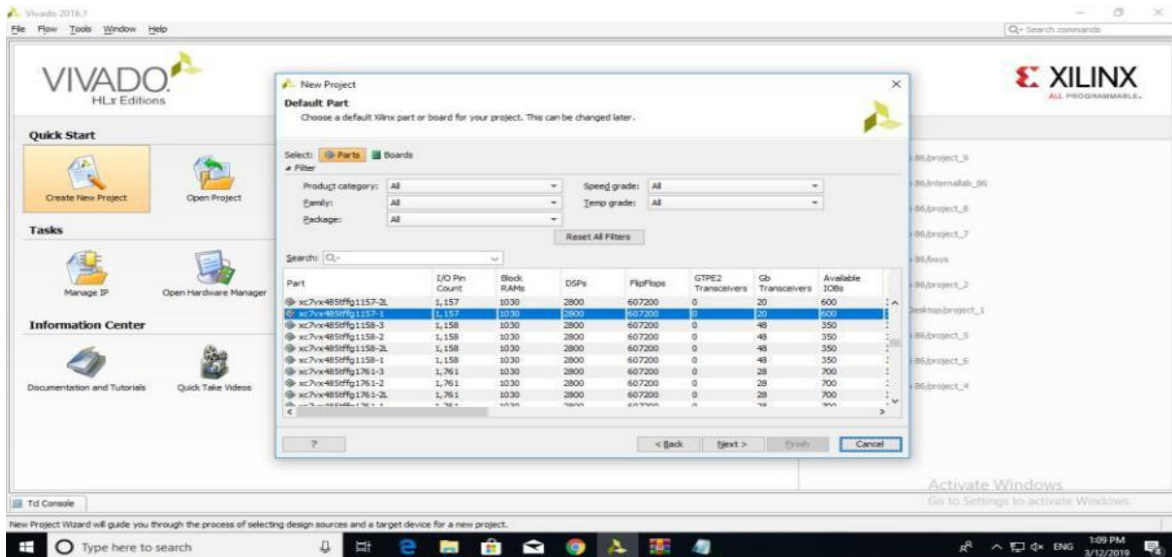 Vivado 2016.1
File Flow Tools Window Help
Search commands
VIVADO
HLx Editions
XILINX
ALL PROGRAMMABLE.
Quick Start
Create New Project
Open Project
Tasks
Manage IP
Open Hardware Manager
Information Center
Documentation and Tutorials
Quick Take Videos
New Project
Default Part
Choose a default Xilinx part or board for your project. This can be changed later.
Select: Parts Boards
Filter
Product category: All
Speed grade: All
Family: All
Temp grade: All
Package: All
Reset All Filters
Search:
Part I/O Pin Count Block RAMs DSPs FlipFlops GTPE2 Transceivers Gb Transceivers Available IOBs
xc7vx485tffg1157-2L 1,157 1030 2800 607200 0 20 600
xc7vx485tffg1157-1 1,157 1030 2800 607200 0 20 600
xc7vx485tffg1158-3 1,158 1030 2800 607200 0 48 350
xc7vx485tffg1158-2 1,158 1030 2800 607200 0 48 350
xc7vx485tffg1158-2L 1,158 1030 2800 607200 0 48 350
xc7vx485tffg1158-1 1,158 1030 2800 607200 0 48 350
xc7vx485tffg1761-3 1,761 1030 2800 607200 0 28 700
xc7vx485tffg1761-2 1,761 1030 2800 607200 0 28 700
xc7vx485tffg1761-2L 1,761 1030 2800 607200 0 28 700
? < Back Next > Finish Cancel
86/project_9
86/internallab_86
86/project_8
86/project_7
86/boys
86/project_2
Desktop/project_1
86/project_5
86/project_6
86/project_4
Activate Windows
Go to Settings to activate Windows.
Tcl Console
New Project Wizard will guide you through the process of selecting design sources and a target device for a new project.
Type here to search
ENG
1:09 PM
3/12/2019